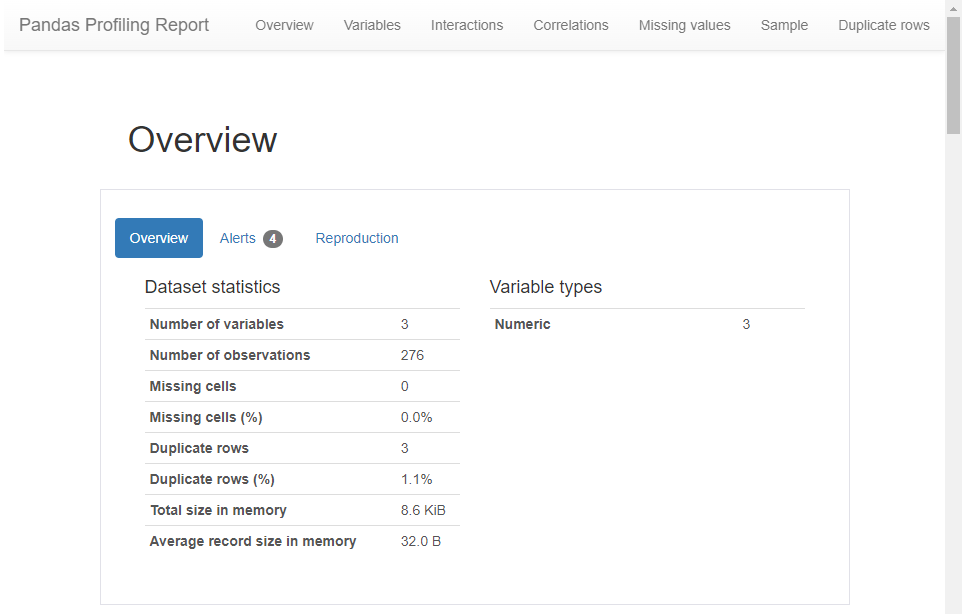 Pandas Profiling Report Overview Variables Interactions Correlations Missing values Sample Duplicate rows
Overview
Overview Alerts 4 Reproduction
Dataset statistics
Number of variables 3
Number of observations 276
Missing cells 0
Missing cells (%) 0.0%
Duplicate rows 3
Duplicate rows (%) 1.1%
Total size in memory 8.6 KiB
Average record size in memory 32.0 B
Variable types
Numeric 3